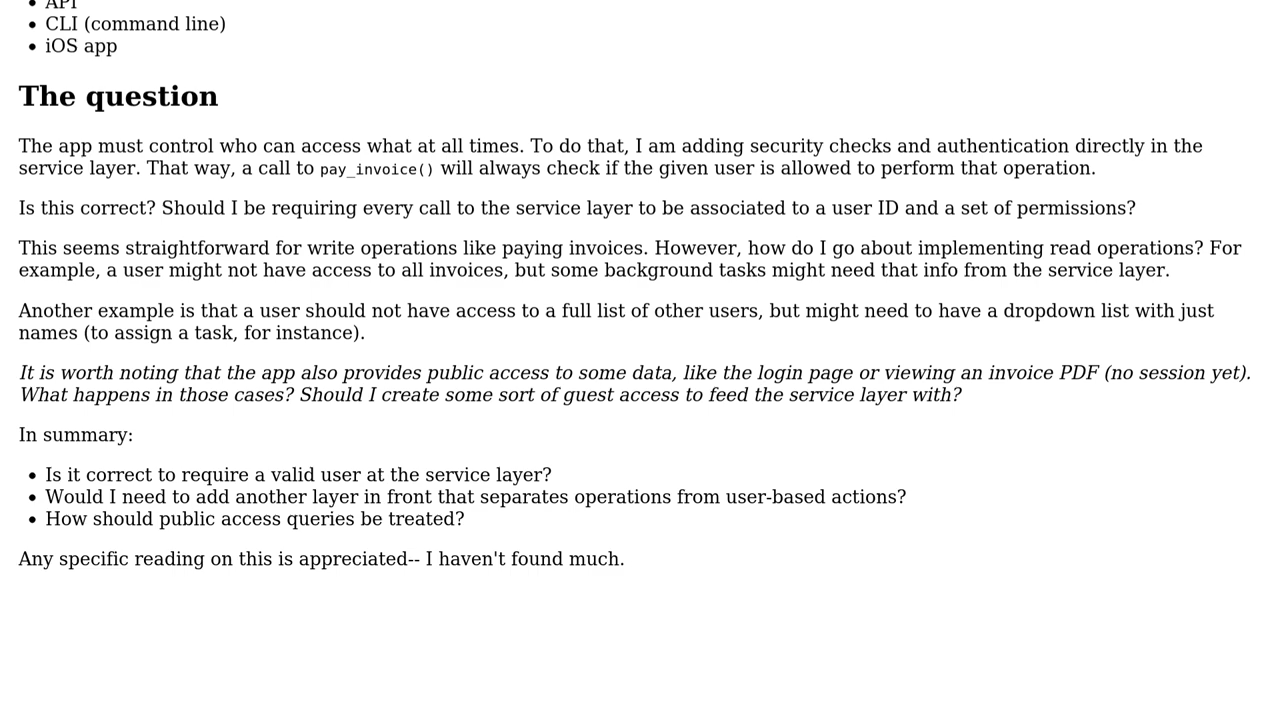 API
CLI (command line)
iOS app
The question
The app must control who can access what at all times. To do that, I am adding security checks and authentication directly in the
service layer. That way, a call to pay_invoice() will always check if the given user is allowed to perform that operation.
Is this correct? Should I be requiring every call to the service layer to be associated to a user ID and a set of permissions?
This seems straightforward for write operations like paying invoices. However, how do I go about implementing read operations? For
example, a user might not have access to all invoices, but some background tasks might need that info from the service layer.
Another example is that a user should not have access to a full list of other users, but might need to have a dropdown list with just
names (to assign a task, for instance).
It is worth noting that the app also provides public access to some data, like the login page or viewing an invoice PDF (no session yet).
What happens in those cases? Should I create some sort of guest access to feed the service layer with?
In summary:
Is it correct to require a valid user at the service layer?
Would I need to add another layer in front that separates operations from user-based actions?
How should public access queries be treated?
Any specific reading on this is appreciated-- I haven't found much.